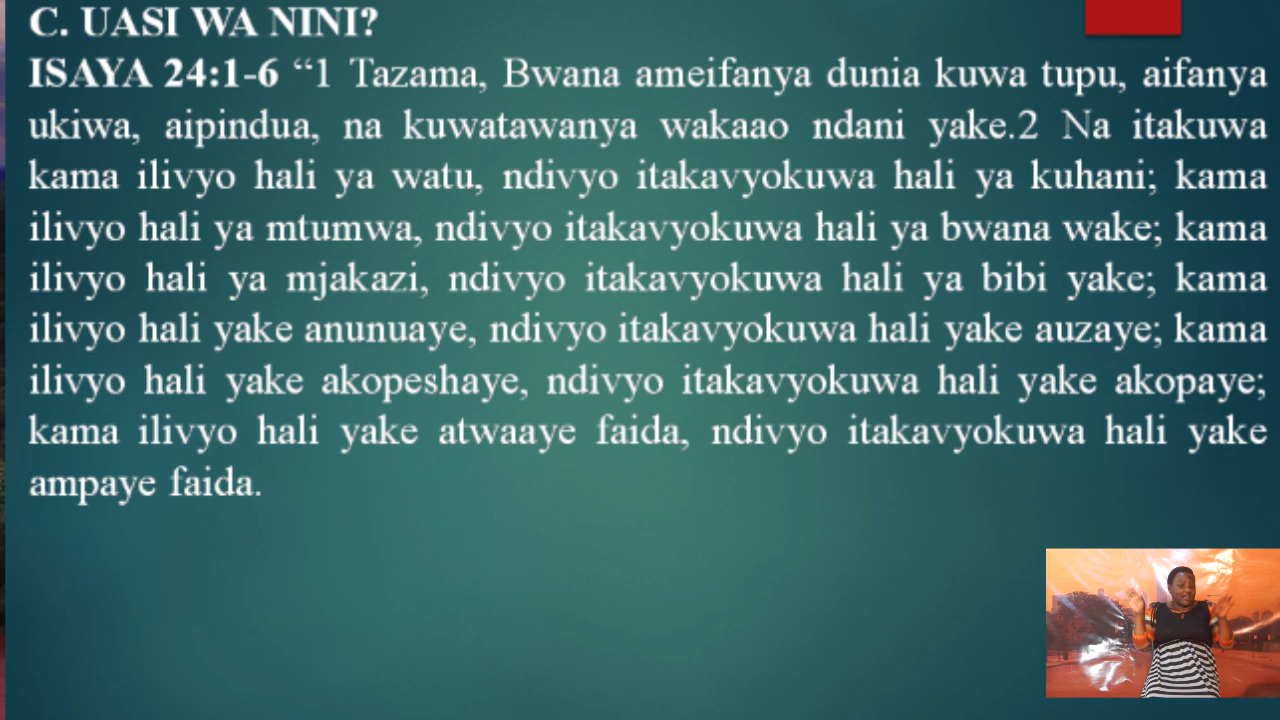 C. UASI WA NINI?
ISAYA 24:1-6 “1 Tazama, Bwana ameifanya dunia kuwa tupu, aifanya
ukiwa, aipindua, na kuwatawanya wakaao ndani yake.2 Na itakuwa
kama ilivyo hali ya watu, ndivyo itakavyokuwa hali ya kuhani; kama
ilivyo hali ya mtumwa, ndivyo itakavyokuwa hali ya bwana wake; kama
ilivyo hali ya mjakazi, ndivyo itakavyokuwa hali ya bibi yake; kama
ilivyo hali yake anunuaye, ndivyo itakavyokuwa hali yake auzaye; kama
ilivyo hali yake akopeshaye, ndivyo itakavyokuwa hali yake akopaye;
kama ilivyo hali yake atwaaye faida, ndivyo itakavyokuwa hali yake
ampaye faida.